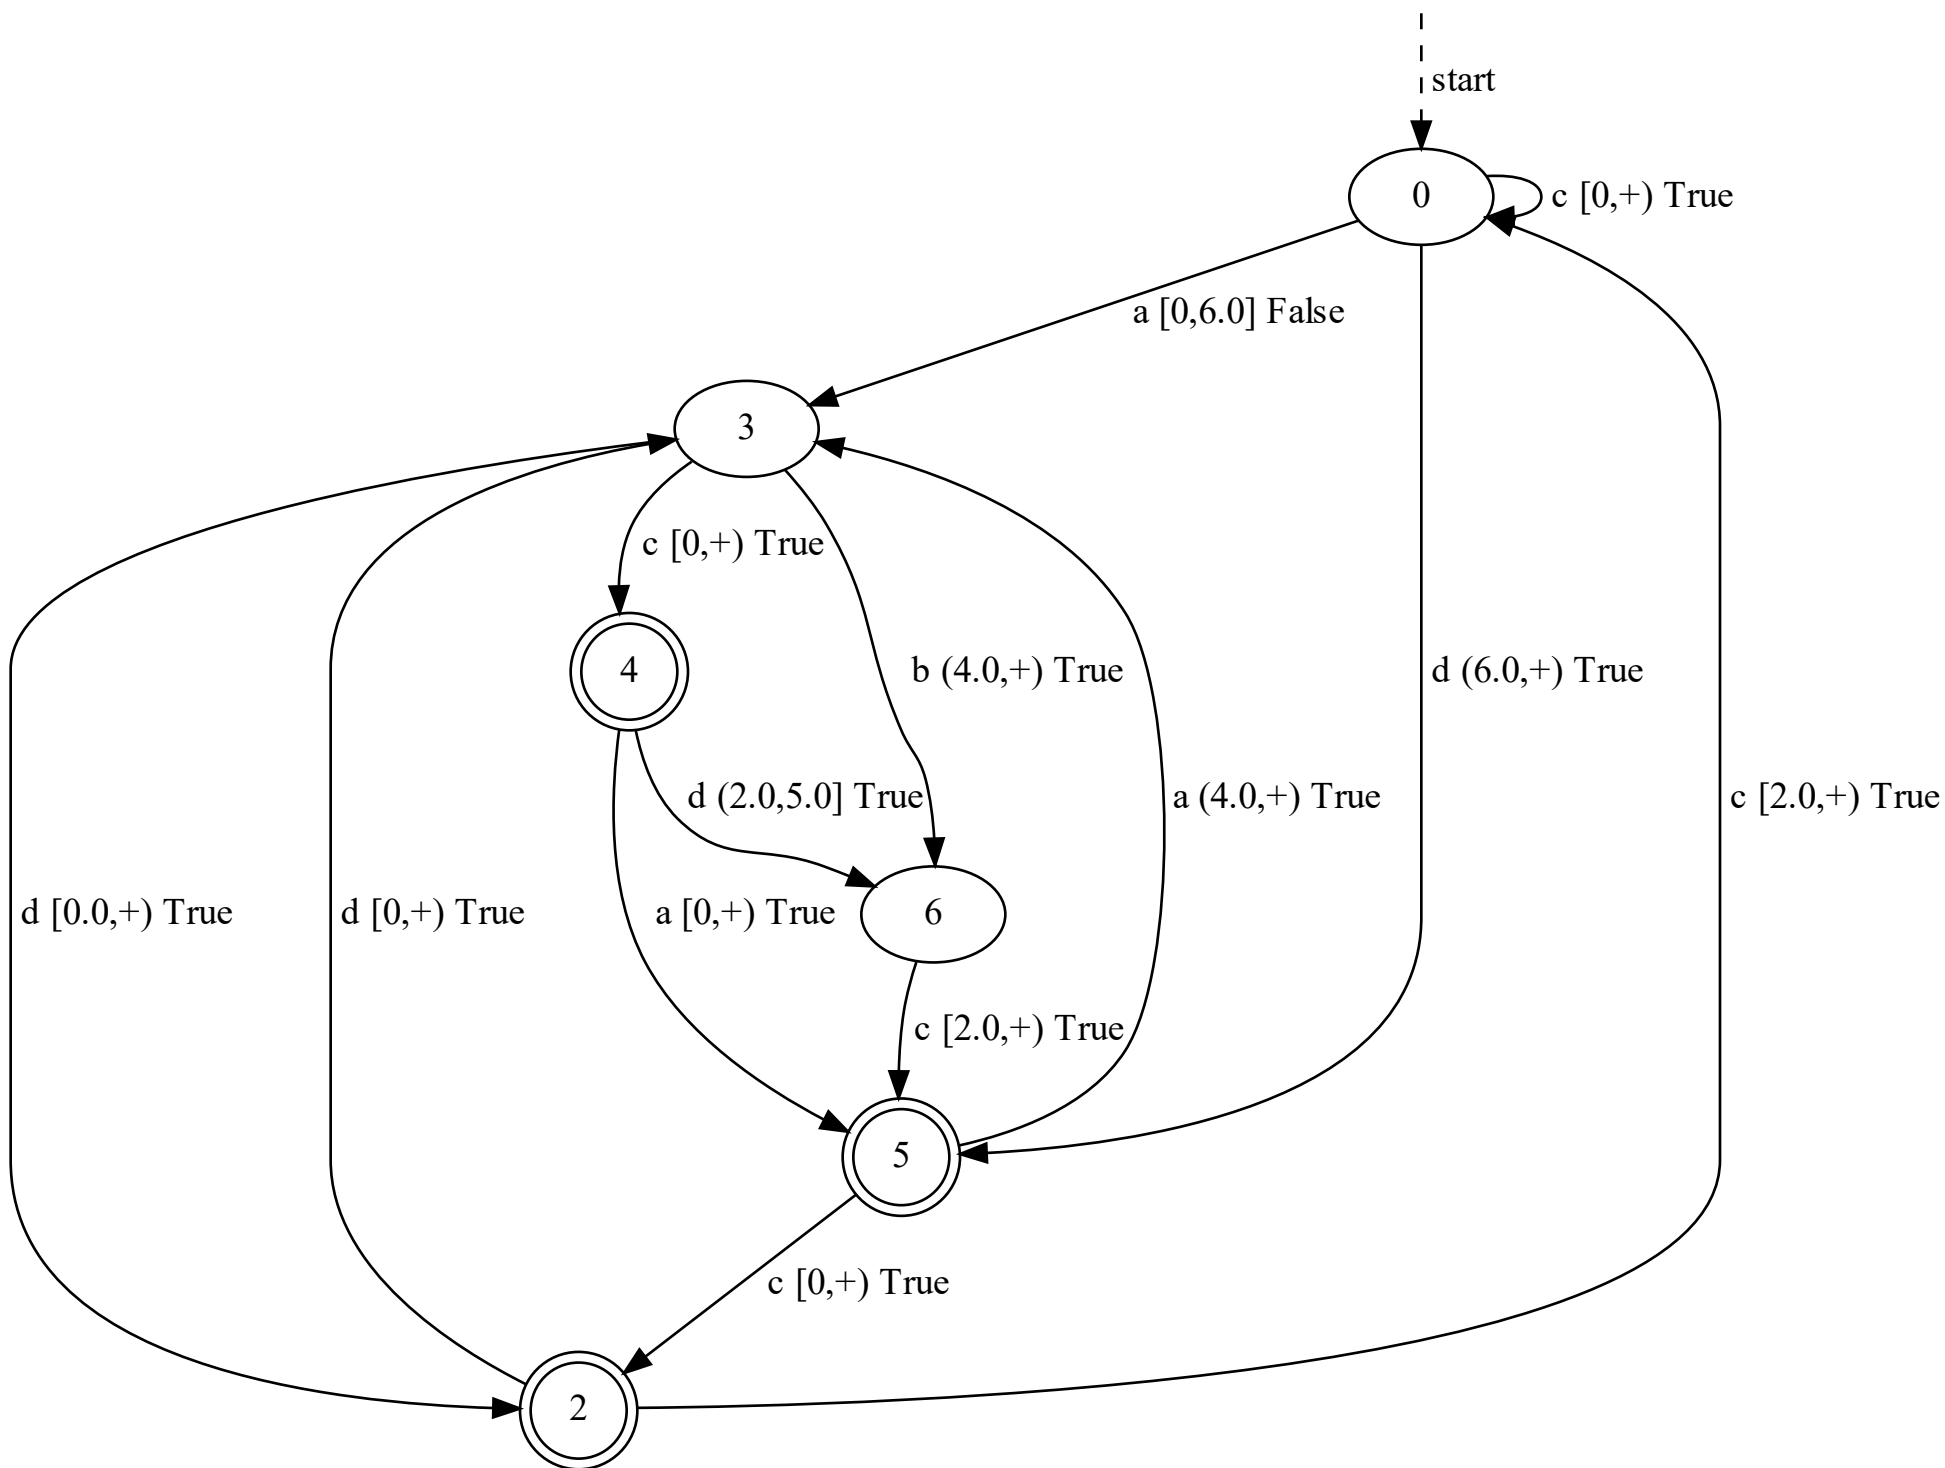 start
0
c [0,+) True
a [0,6.0] False
3
c [0,+) True
4
b (4.0,+) True
d (6.0,+) True
d (2.0,5.0] True
a (4.0,+) True
c [2.0,+) True
d [0.0,+) True
d [0,+) True
a [0,+) True
6
c [2.0,+) True
5
c [0,+) True
2